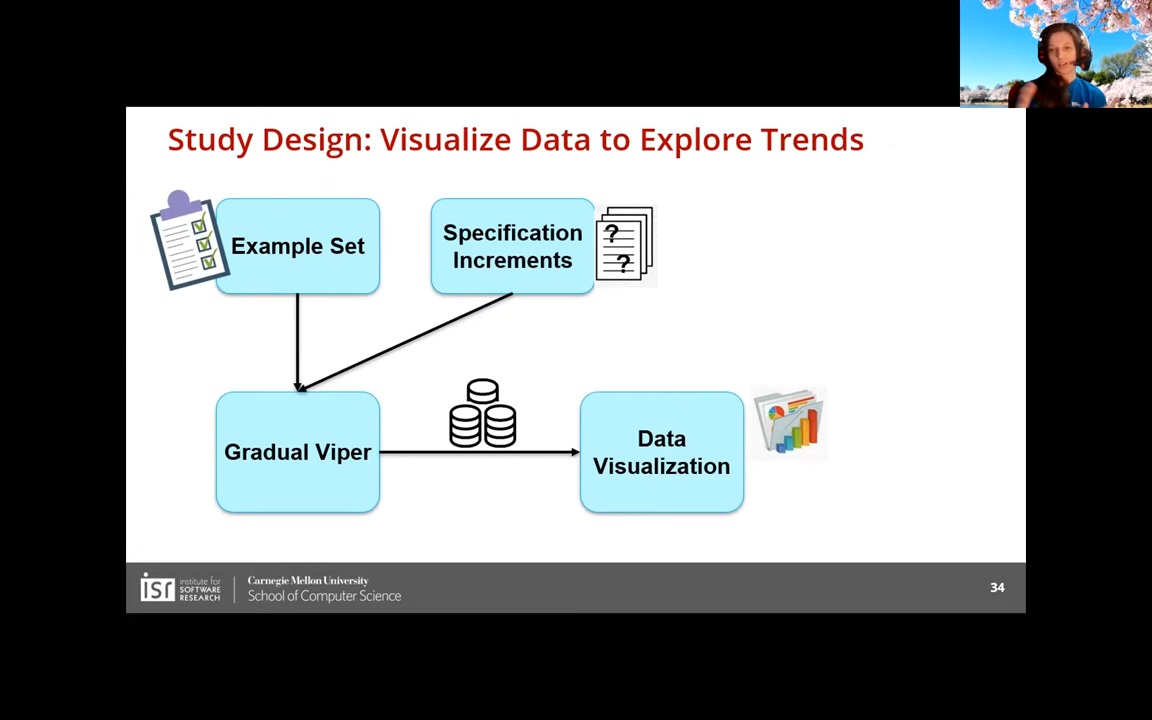 Study Design: Visualize Data to Explore Trends
Example Set
Specification
Increments
?
?
Gradual Viper
Data
Visualization
isr
institute for
SOFTWARE
RESEARCH
Carnegie Mellon University
School of Computer Science
34